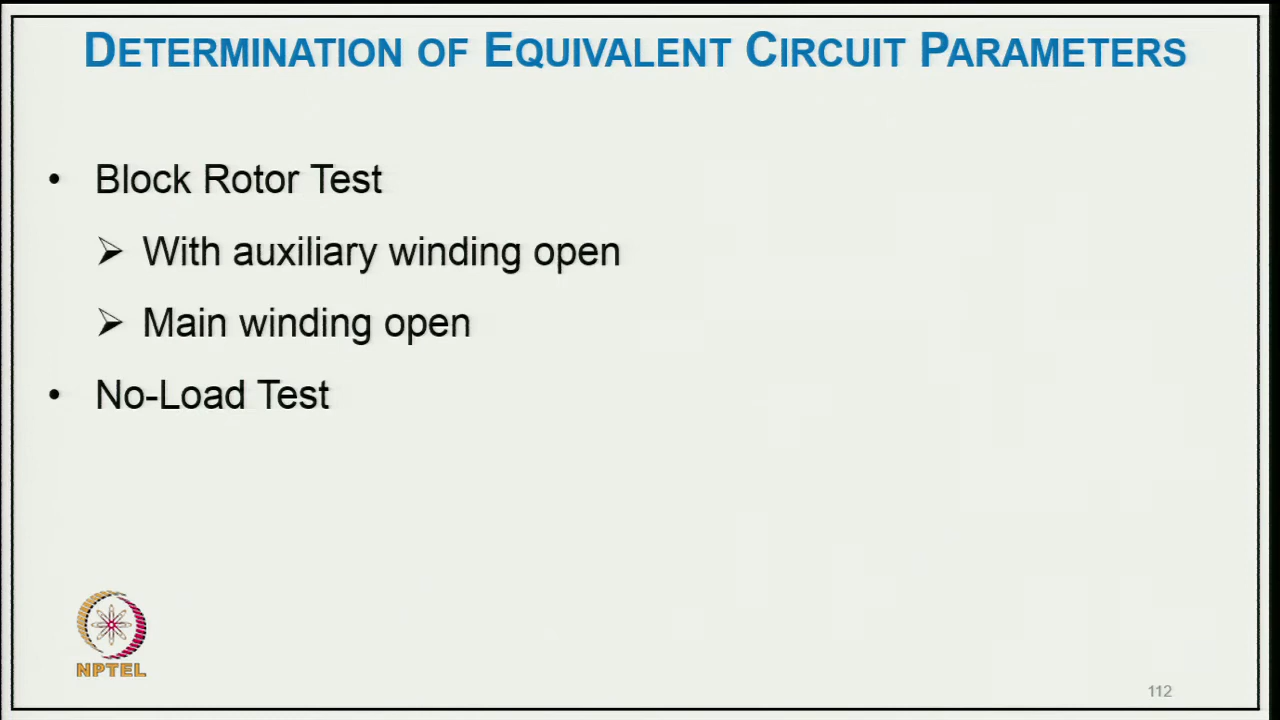 DETERMINATION OF EQUIVALENT CIRCUIT PARAMETERS
• Block Rotor Test
➢ With auxiliary winding open
➢ Main winding open
• No-Load Test
NPTEL
112